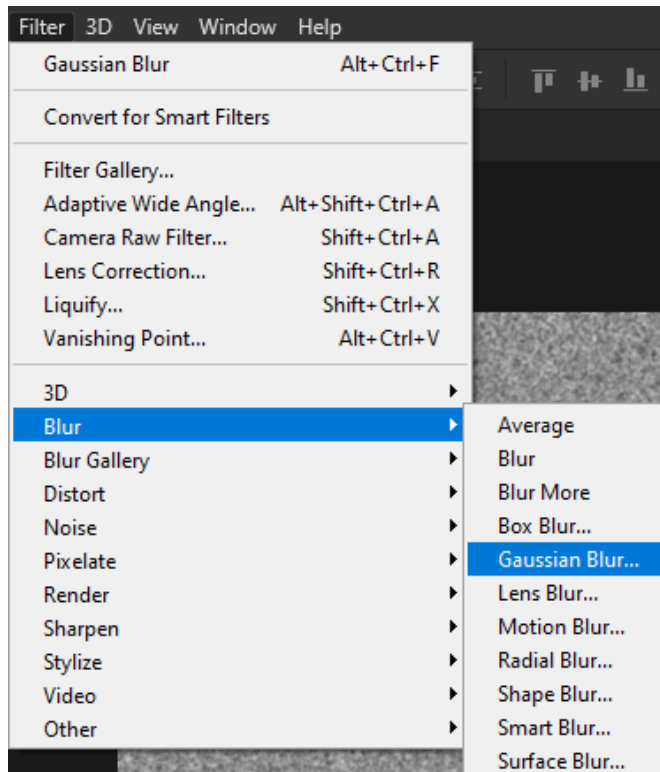 Filter 3D View Window Help
Gaussian Blur Alt+Ctrl+F
Convert for Smart Filters
Filter Gallery...
Adaptive Wide Angle... Alt+Shift+Ctrl+A
Camera Raw Filter... Shift+Ctrl+A
Lens Correction... Shift+Ctrl+R
Liquify... Shift+Ctrl+X
Vanishing Point... Alt+Ctrl+V
3D
Blur
Blur Gallery
Distort
Noise
Pixelate
Render
Sharpen
Stylize
Video
Other
Average
Blur
Blur More
Box Blur...
Gaussian Blur...
Lens Blur...
Motion Blur...
Radial Blur...
Shape Blur...
Smart Blur...
Surface Blur...